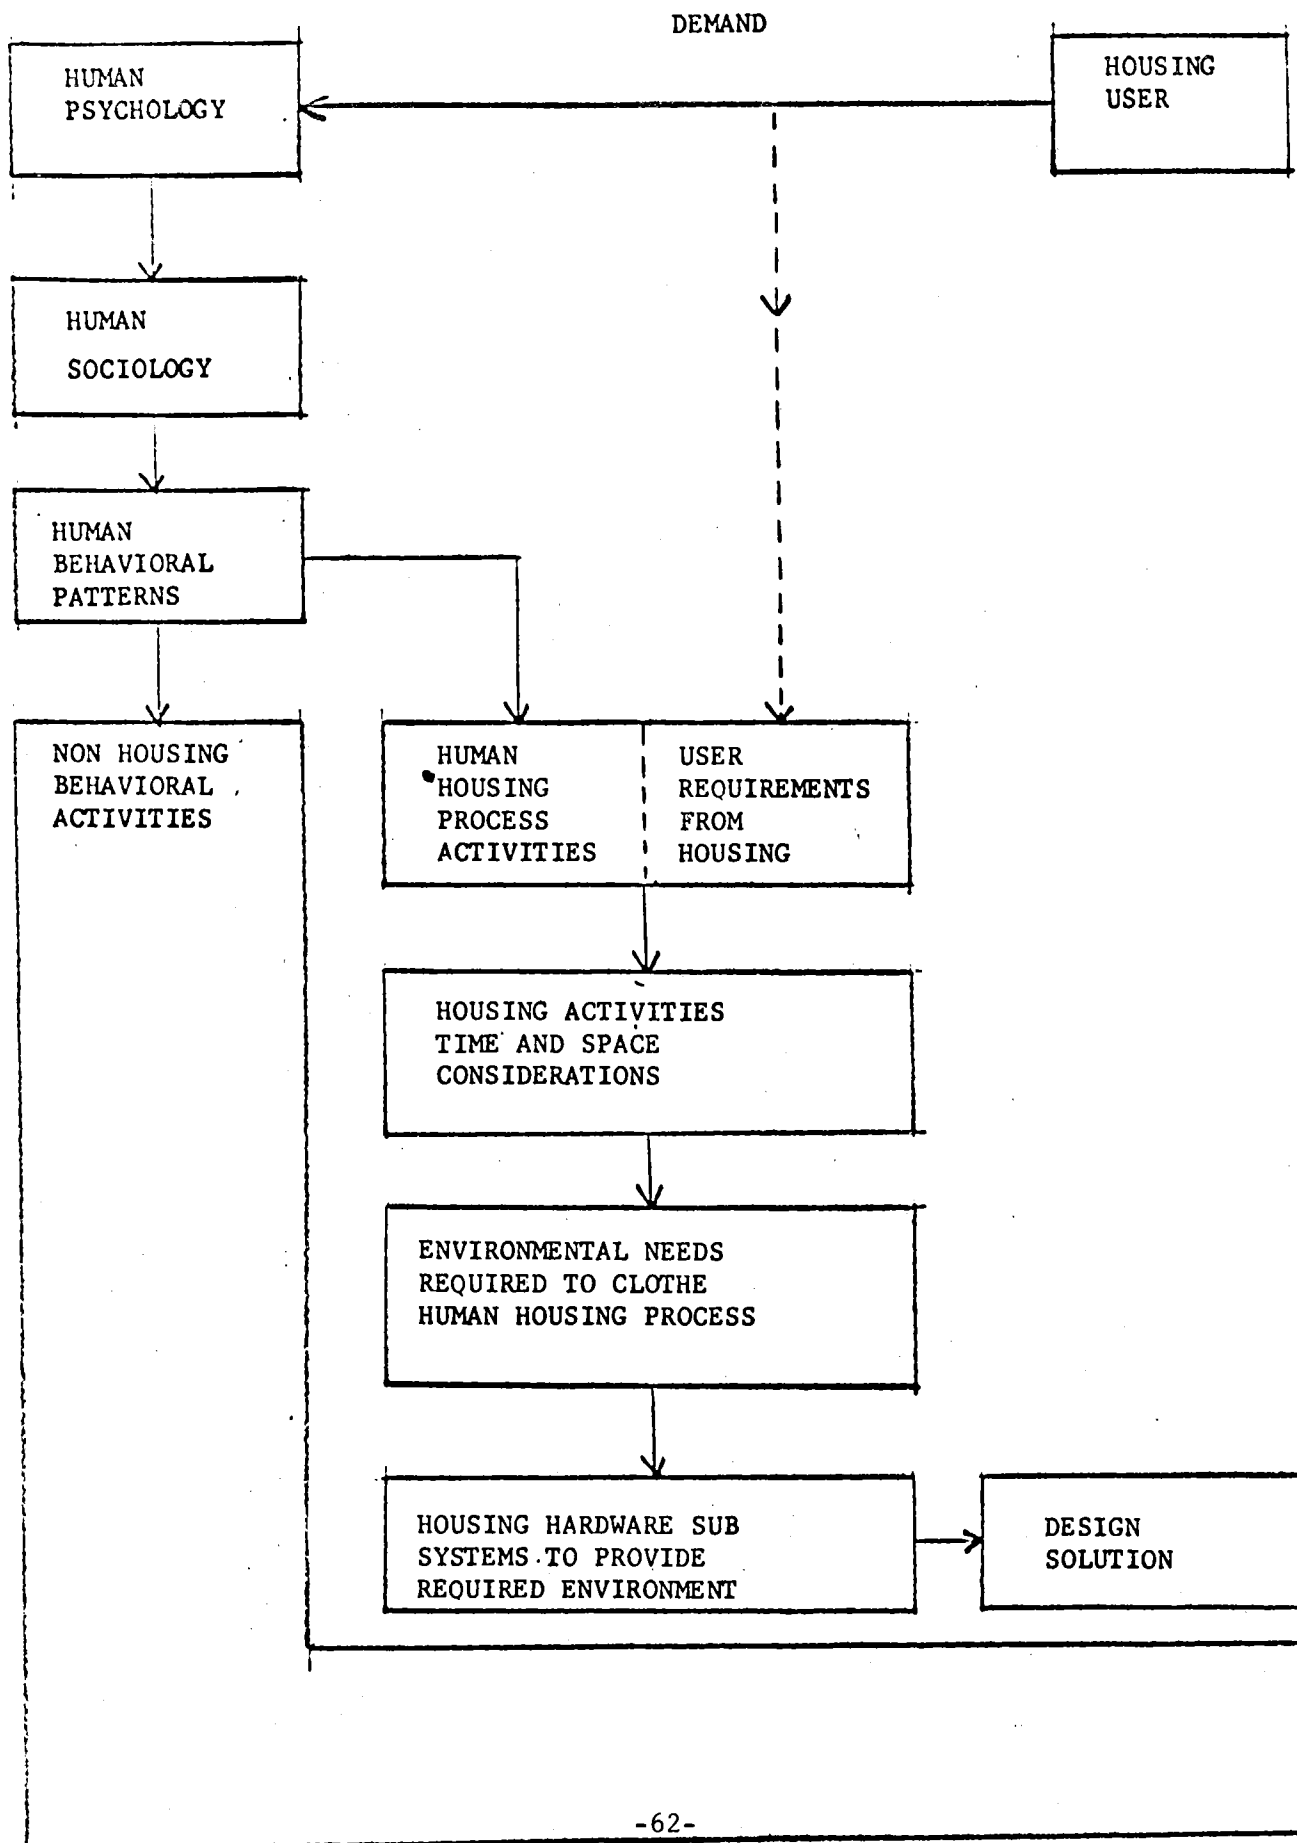 DEMAND
HUMAN
PSYCHOLOGY
HOUSING
USER
HUMAN
SOCIOLOGY
HUMAN
BEHAVIORAL
PATTERNS
NON HOUSING
BEHAVIORAL
ACTIVITIES
HUMAN
HOUSING
PROCESS
ACTIVITIES
USER
REQUIREMENTS
FROM
HOUSING
HOUSING ACTIVITIES
TIME AND SPACE
CONSIDERATIONS
ENVIRONMENTAL NEEDS
REQUIRED TO CLOTHE
HUMAN HOUSING PROCESS
HOUSING HARDWARE SUB
SYSTEMS TO PROVIDE
REQUIRED ENVIRONMENT
DESIGN
SOLUTION
-62-